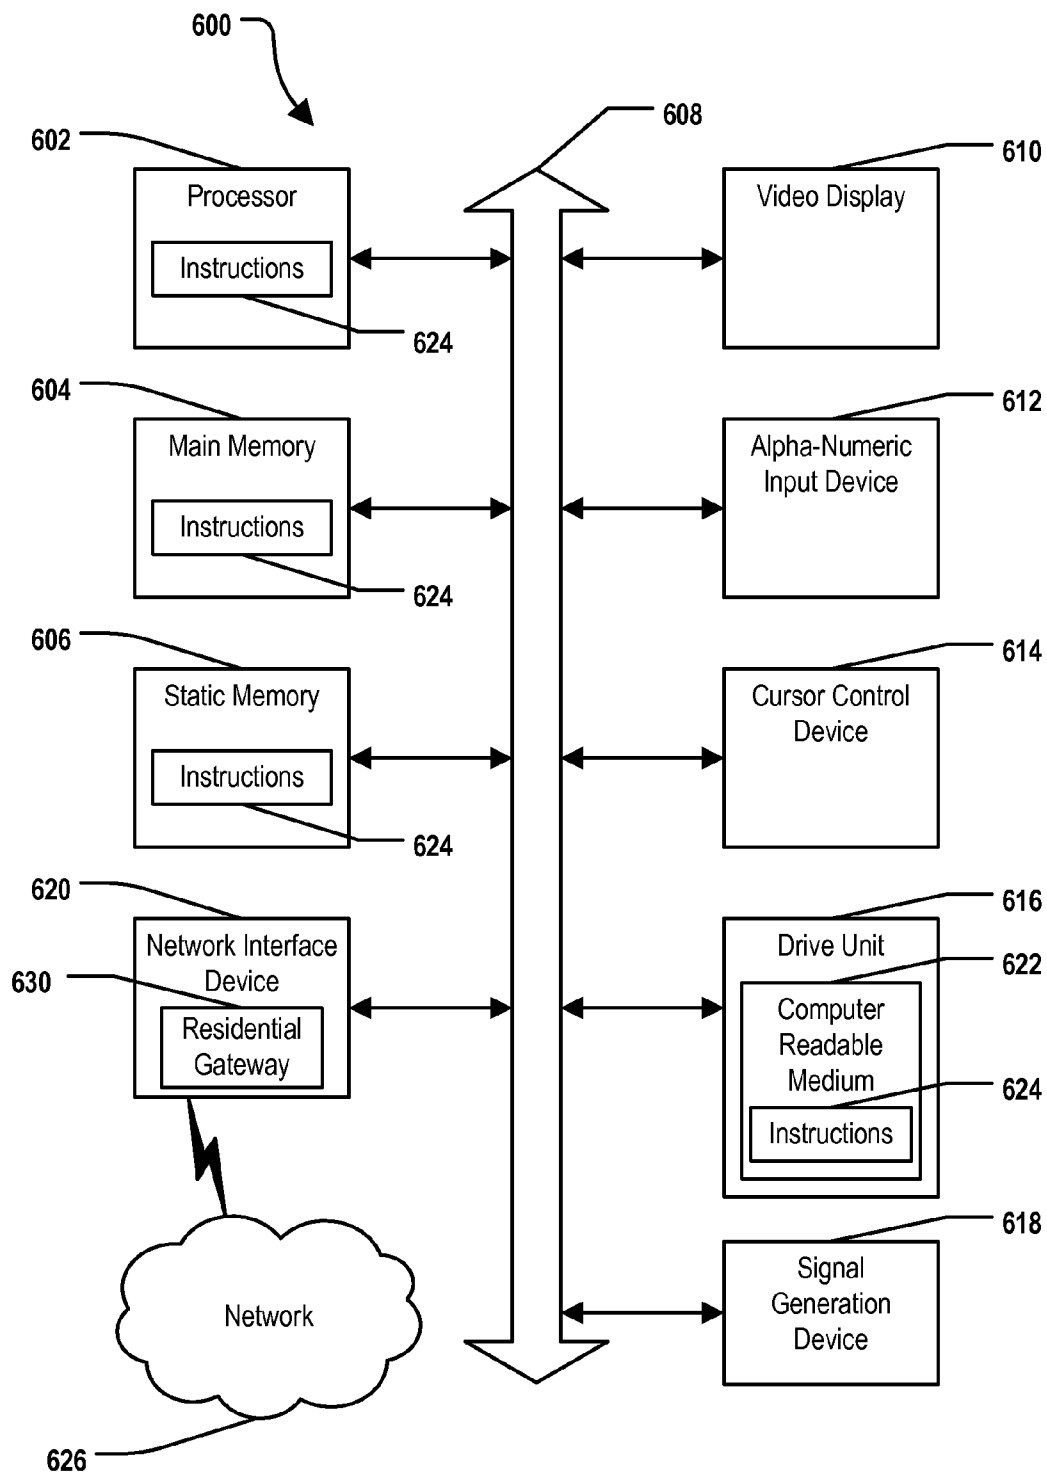 600
608
602
Processor
Instructions
624
610
Video Display
604
Main Memory
Instructions
624
612
Alpha-Numeric
Input Device
606
Static Memory
Instructions
624
614
Cursor Control
Device
620
Network Interface
Device
630
Residential
Gateway
616
Drive Unit
622
Computer
Readable
Medium
624
Instructions
618
Signal
Generation
Device
Network
626